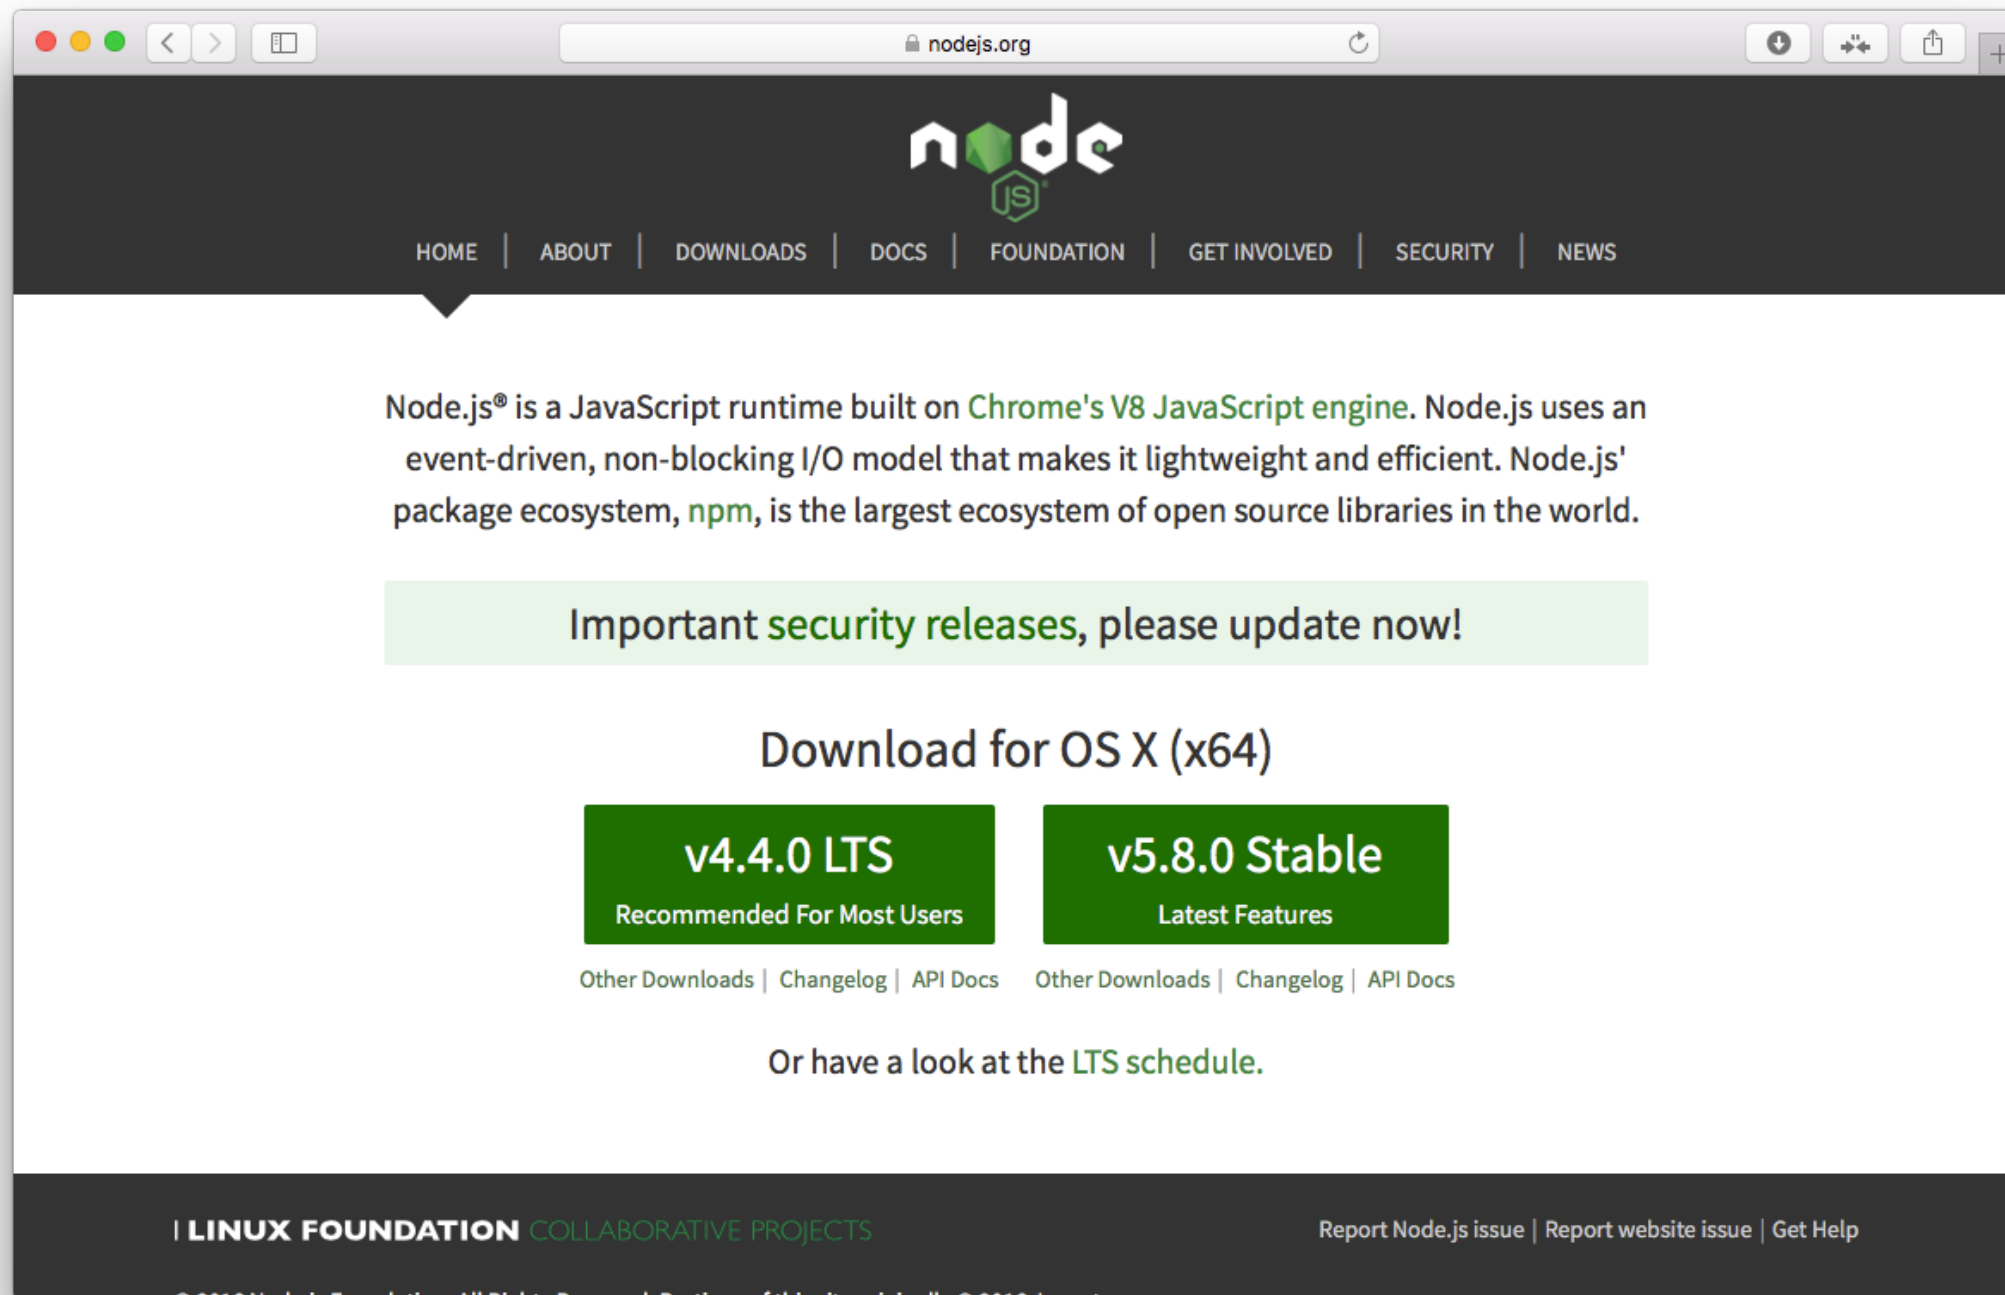 nodejs.org
node
JS®
HOME | ABOUT | DOWNLOADS | DOCS | FOUNDATION | GET INVOLVED | SECURITY | NEWS
Node.js® is a JavaScript runtime built on Chrome's V8 JavaScript engine. Node.js uses an
event-driven, non-blocking I/O model that makes it lightweight and efficient. Node.js'
package ecosystem, npm, is the largest ecosystem of open source libraries in the world.
Important security releases, please update now!
Download for OS X (x64)
v4.4.0 LTS
Recommended For Most Users
v5.8.0 Stable
Latest Features
Other Downloads | Changelog | API Docs
Other Downloads | Changelog | API Docs
Or have a look at the LTS schedule.
LINUX FOUNDATION COLLABORATIVE PROJECTS
Report Node.js issue | Report website issue | Get Help